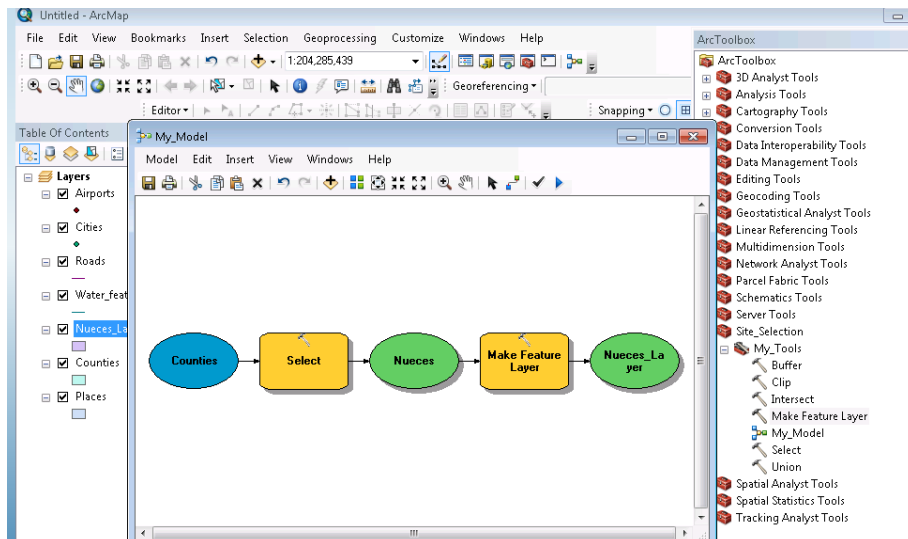 Untitled - ArcMap
File Edit View Bookmarks Insert Selection Geoprocessing Customize Windows Help
1:204,285,439
Georeferencing
Editor
Snapping
Table Of Contents
Layers
Airports
Cities
Roads
Water_feat
Nueces_La
Counties
Places
My_Model
Model Edit Insert View Windows Help
Counties
Select
Nueces
Make Feature
Layer
Nueces_La
yer
ArcToolbox
ArcToolbox
3D Analyst Tools
Analysis Tools
Cartography Tools
Conversion Tools
Data Interoperability Tools
Data Management Tools
Editing Tools
Geocoding Tools
Geostatistical Analyst Tools
Linear Referencing Tools
Multidimension Tools
Network Analyst Tools
Parcel Fabric Tools
Schematics Tools
Server Tools
Site_Selection
My_Tools
Buffer
Clip
Intersect
Make Feature Layer
My_Model
Select
Union
Spatial Analyst Tools
Spatial Statistics Tools
Tracking Analyst Tools